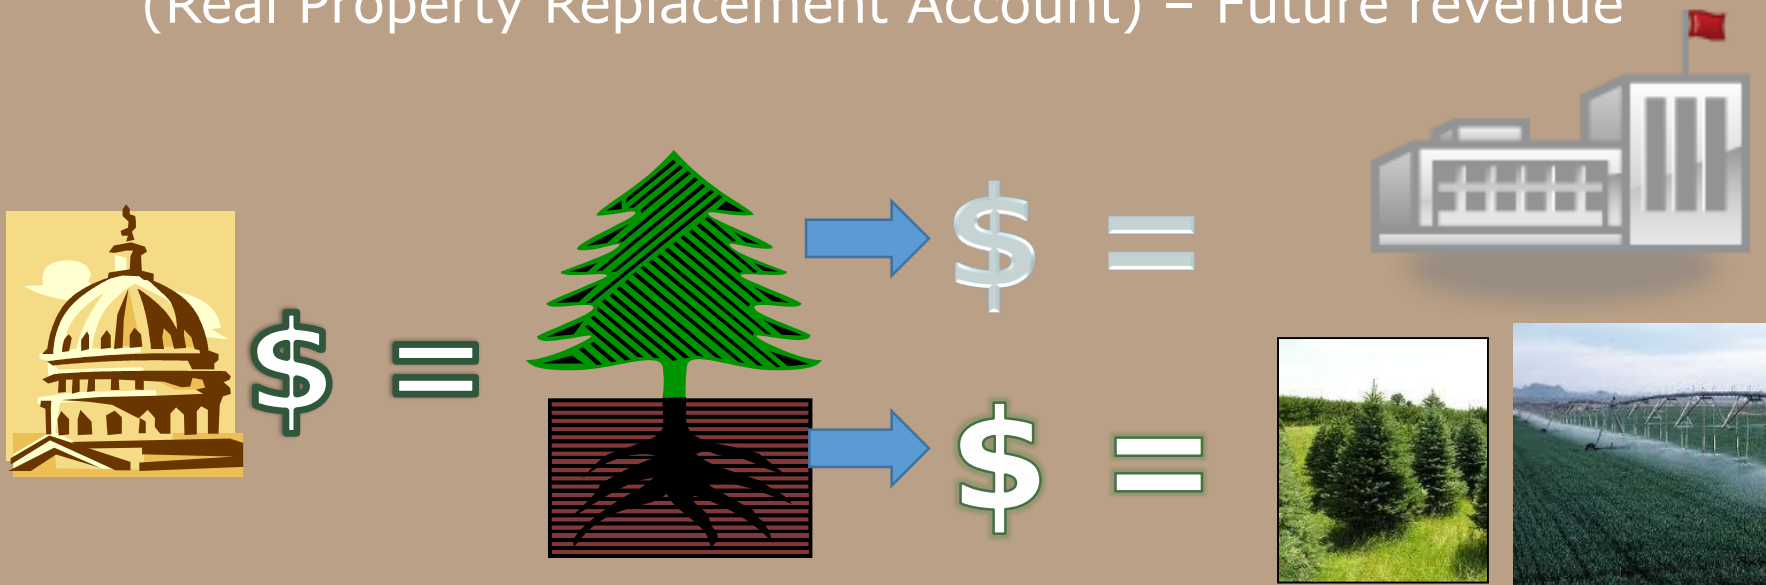 (Real Property Replacement Account) – Future revenue
$ =
$ =
$ =